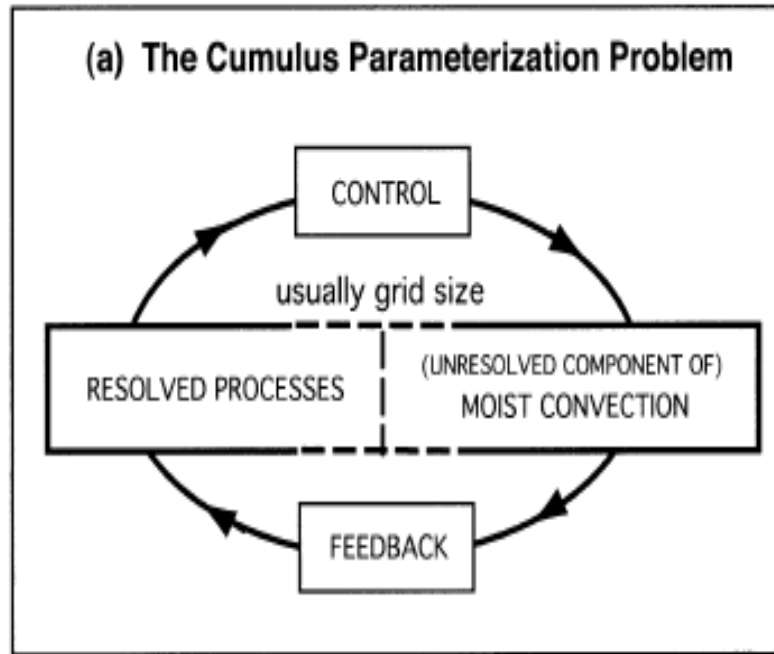 (a) The Cumulus Parameterization Problem
CONTROL
usually grid size
RESOLVED PROCESSES
(UNRESOLVED COMPONENT OF)
MOIST CONVECTION
FEEDBACK